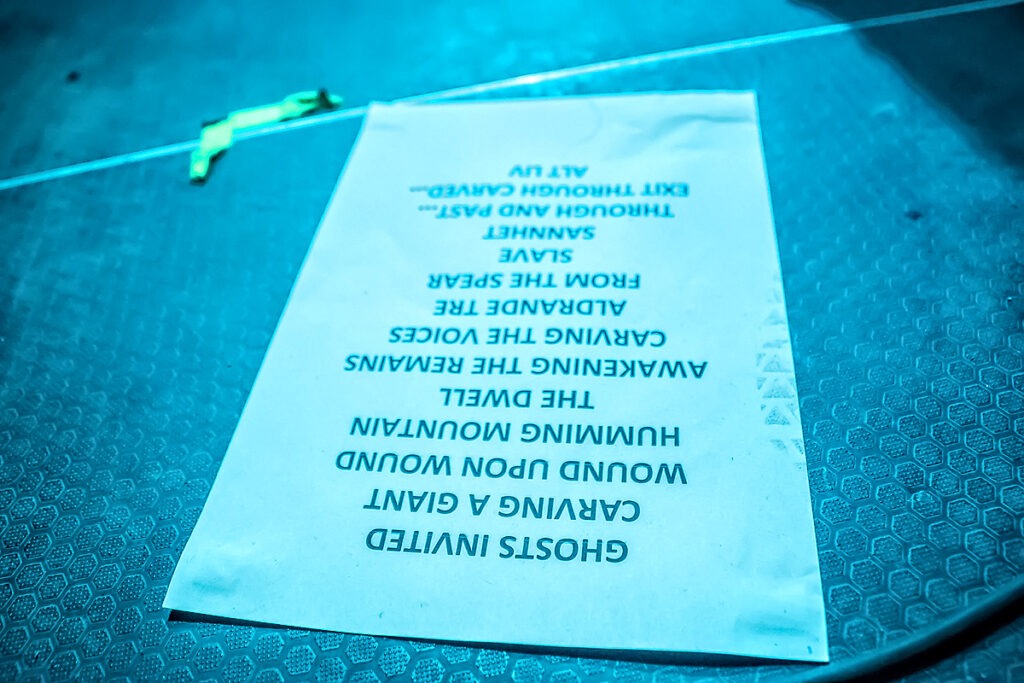 GHOSTS INVITED
CARVING A GIANT
WOUND UPON WOUND
HUMMING MOUNTAIN
THE DWELL
AWAKENING THE REMAINS
CARVING THE VOICES
ALDRANDE TRE
FROM THE SPEAR
SLAVE
SANNHET
THROUGH AND PAST...
EXIT THROUGH CARVED...
ALT LIV